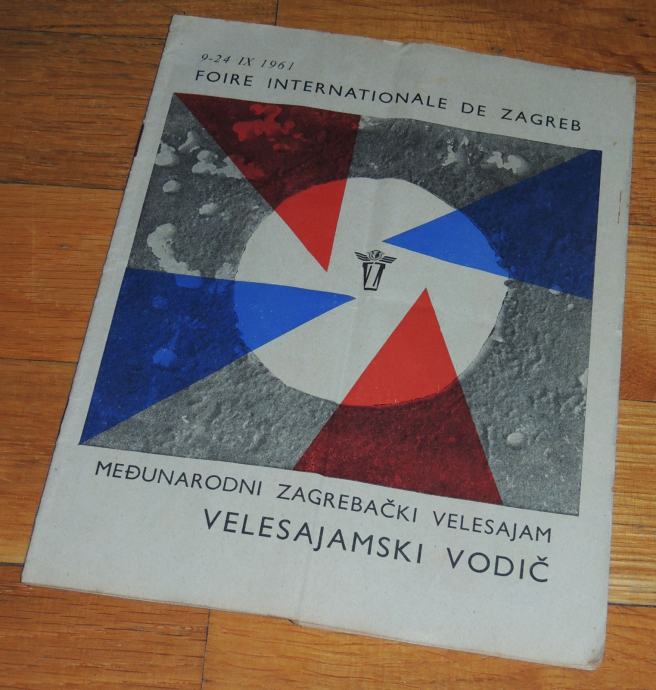 9-24 IX 1961
FOIRE INTERNATIONALE DE ZAGREB
MEĐUNARODNI ZAGREBAČKI VELESAJAM
VELESAJAMSKI VODIČ